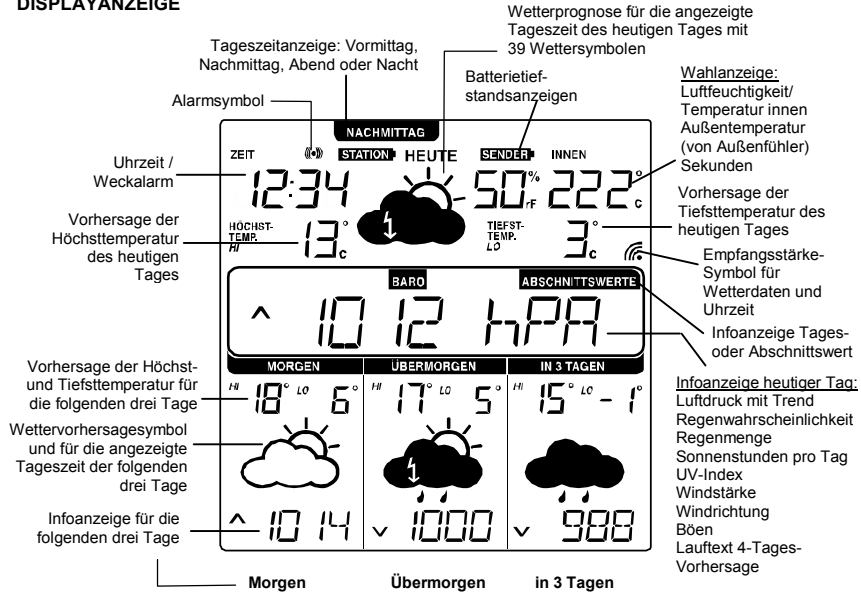 DISPLAYANZEIGE
Wetterprognose für die angezeigte
Tageszeit des heutigen Tages mit
39 Wettersymbolen
Tageszeitanzeige: Vormittag,
Nachmittag, Abend oder Nacht
Batterietief-
standsanzeigen
Alarmsymbol
Wahlanzeige:
Luftfeuchtigkeit/
Temperatur innen
Außentemperatur
(von Außenfühler)
Sekunden
Uhrzeit /
Weckalarm
Vorhersage der
Höchsttemperatur
des heutigen
Tages
Vorhersage der
Tiefsttemperatur des
heutigen Tages
Empfangsstärke-
Symbol für
Wetterdaten und
Uhrzeit
Infoanzeige Tages-
oder Abschnittswert
NACHMITTAG
ZEIT STATION HEUTE SENDER INNEN
12:34 50% rF 222° c
HÖCHST-
TEMP.
HI 13° c
TIEFST-
TEMP.
LO 3° c
BARO ABSCHNITTSWERTE
^ 1012 hPA
MORGEN ÜBERMORGEN IN 3 TAGEN
HI 18° LO 6° HI 17° LO 5° HI 15° LO -1°
^ 1014 v 1000 v 988
Vorhersage der Höchst-
und Tiefsttemperatur für
die folgenden drei Tage
Wettervorhersagesymbol
und für die angezeigte
Tageszeit der folgenden
drei Tage
Infoanzeige für die
folgenden drei Tage
Infoanzeige heutiger Tag:
Luftdruck mit Trend
Regenwahrscheinlichkeit
Regenmenge
Sonnenstunden pro Tag
UV-Index
Windstärke
Windrichtung
Böen
Lauftext 4-Tages-
Vorhersage
Morgen Übermorgen in 3 Tagen